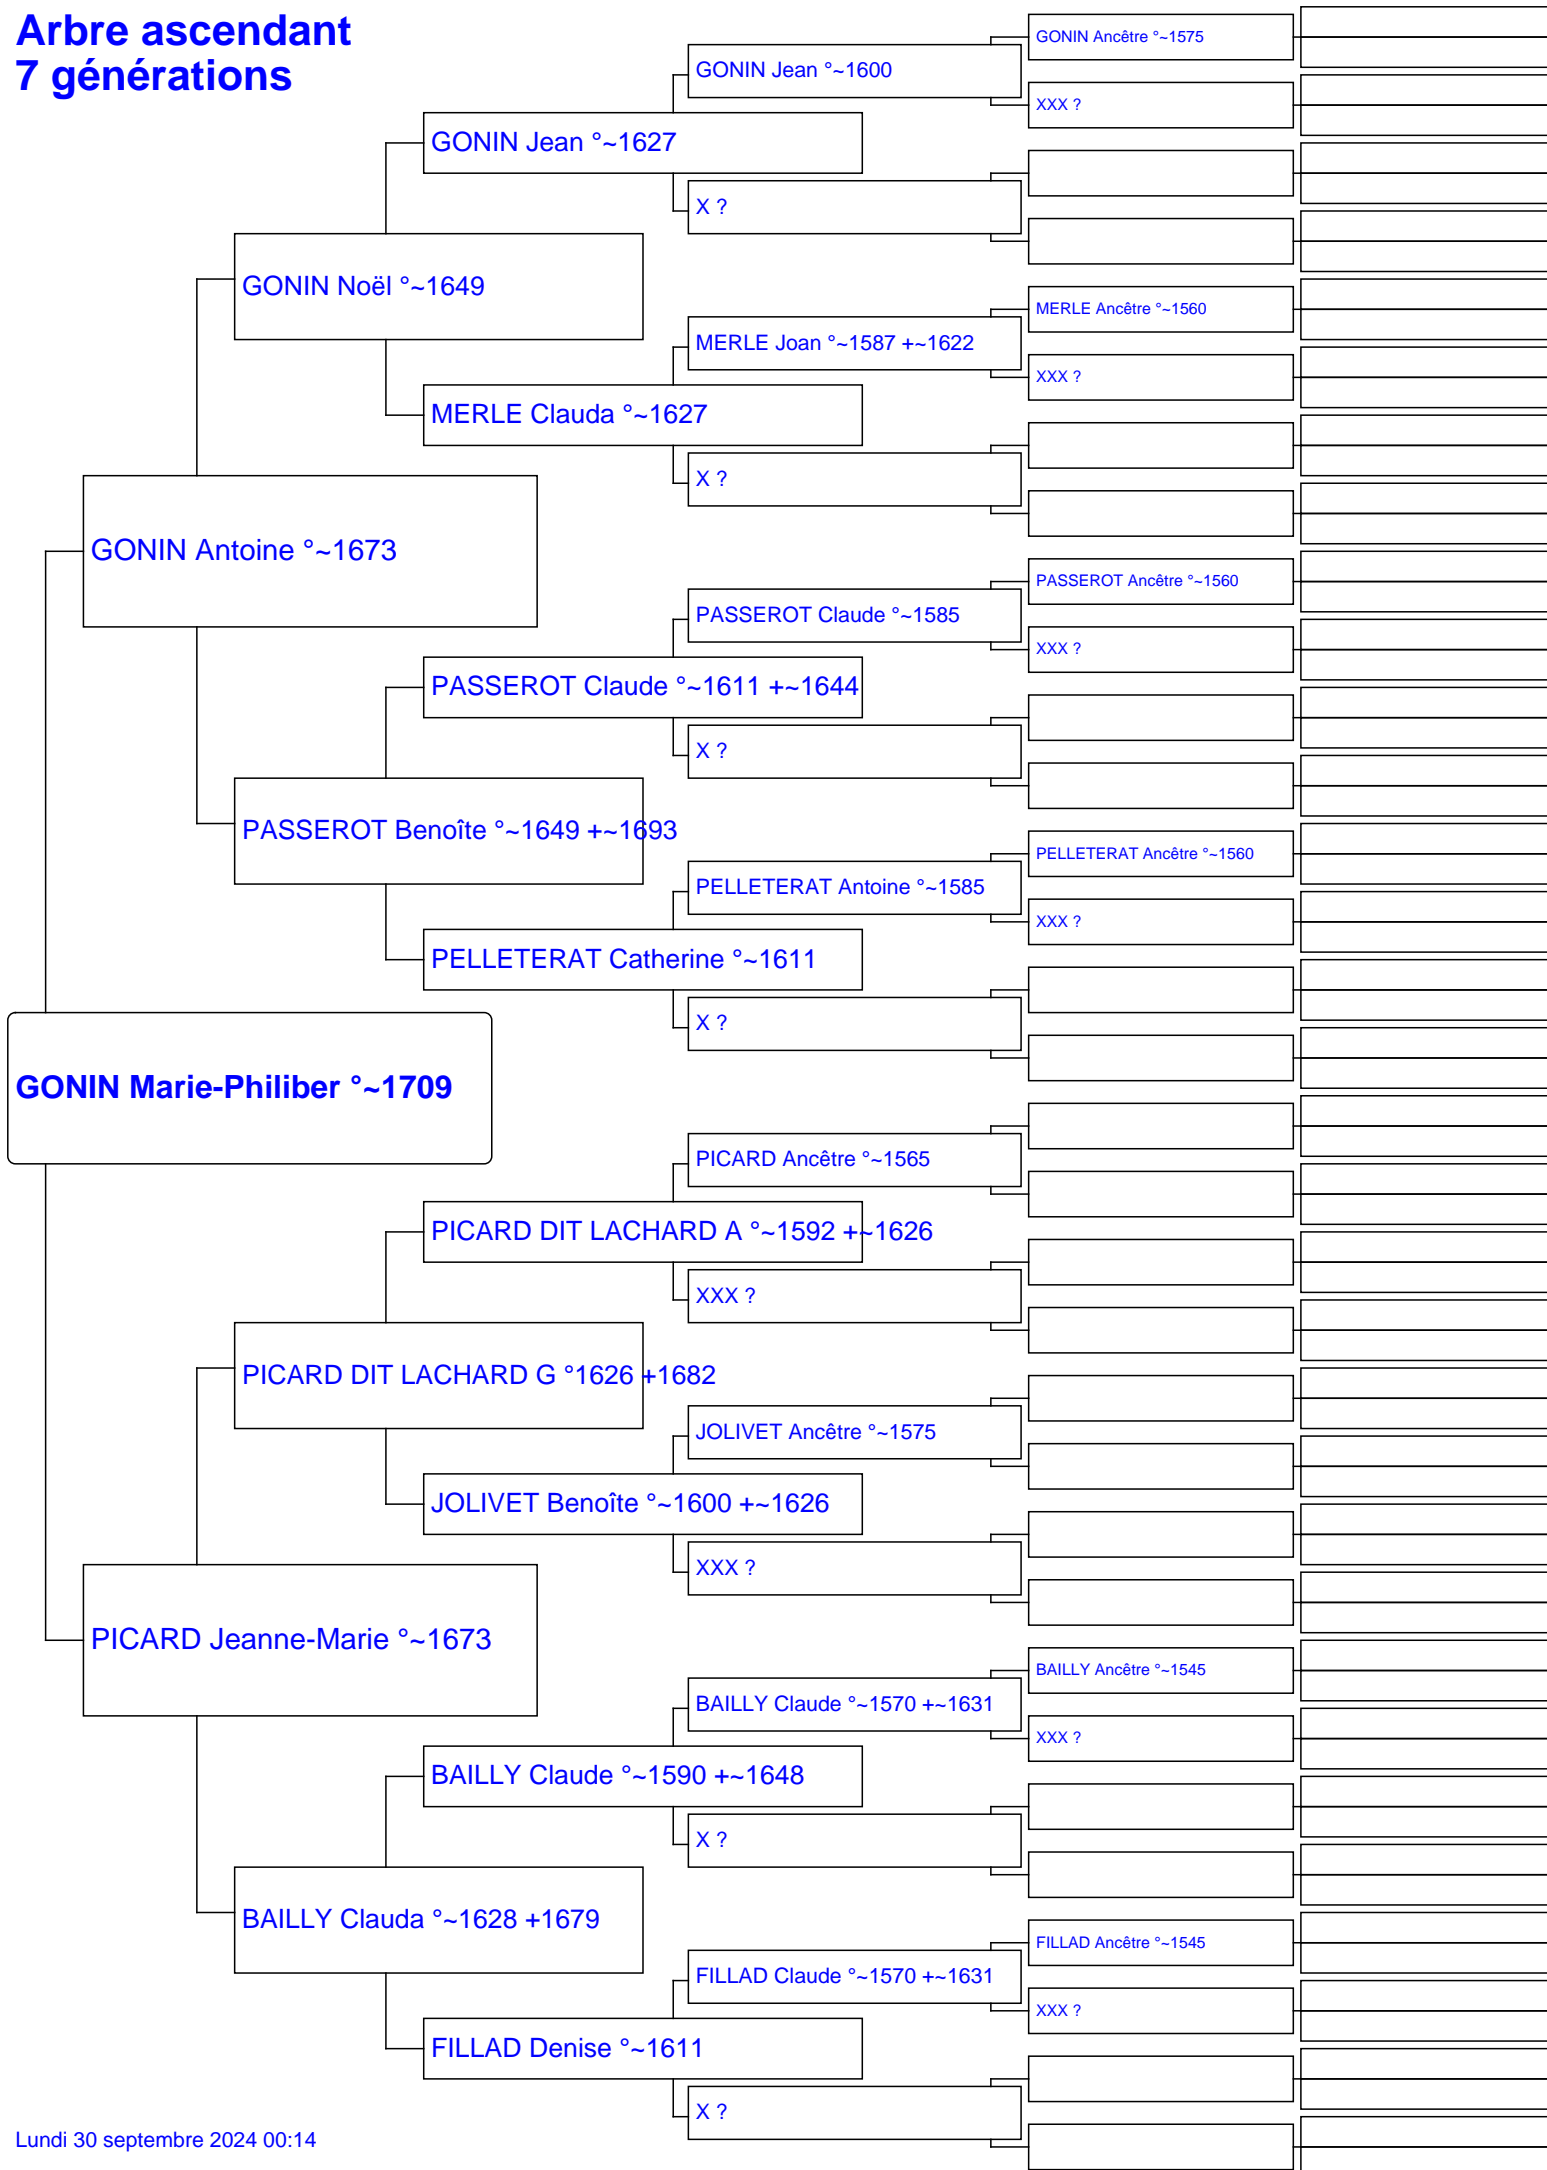 Arbre ascendant
7 générations
GONIN Ancêtre °~1575
GONIN Jean °~1600
XXX ?
GONIN Jean °~1627
X ?
GONIN Noël °~1649
MERLE Ancêtre °~1560
MERLE Joan °~1587 +~1622
XXX ?
MERLE Clauda °~1627
X ?
GONIN Antoine °~1673
PASSEROT Ancêtre °~1560
PASSEROT Claude °~1585
XXX ?
PASSEROT Claude °~1611 +~1644
X ?
PASSEROT Benoîte °~1649 +~1693
PELLETERAT Ancêtre °~1560
PELLETERAT Antoine °~1585
XXX ?
PELLETERAT Catherine °~1611
X ?
GONIN Marie-Philiber °~1709
PICARD Ancêtre °~1565
PICARD DIT LACHARD A °~1592 +~1626
XXX ?
PICARD DIT LACHARD G °1626 +1682
JOLIVET Ancêtre °~1575
JOLIVET Benoîte °~1600 +~1626
XXX ?
PICARD Jeanne-Marie °~1673
BAILLY Ancêtre °~1545
BAILLY Claude °~1570 +~1631
XXX ?
BAILLY Claude °~1590 +~1648
X ?
BAILLY Clauda °~1628 +1679
FILLAD Ancêtre °~1545
FILLAD Claude °~1570 +~1631
XXX ?
FILLAD Denise °~1611
X ?
Lundi 30 septembre 2024 00:14